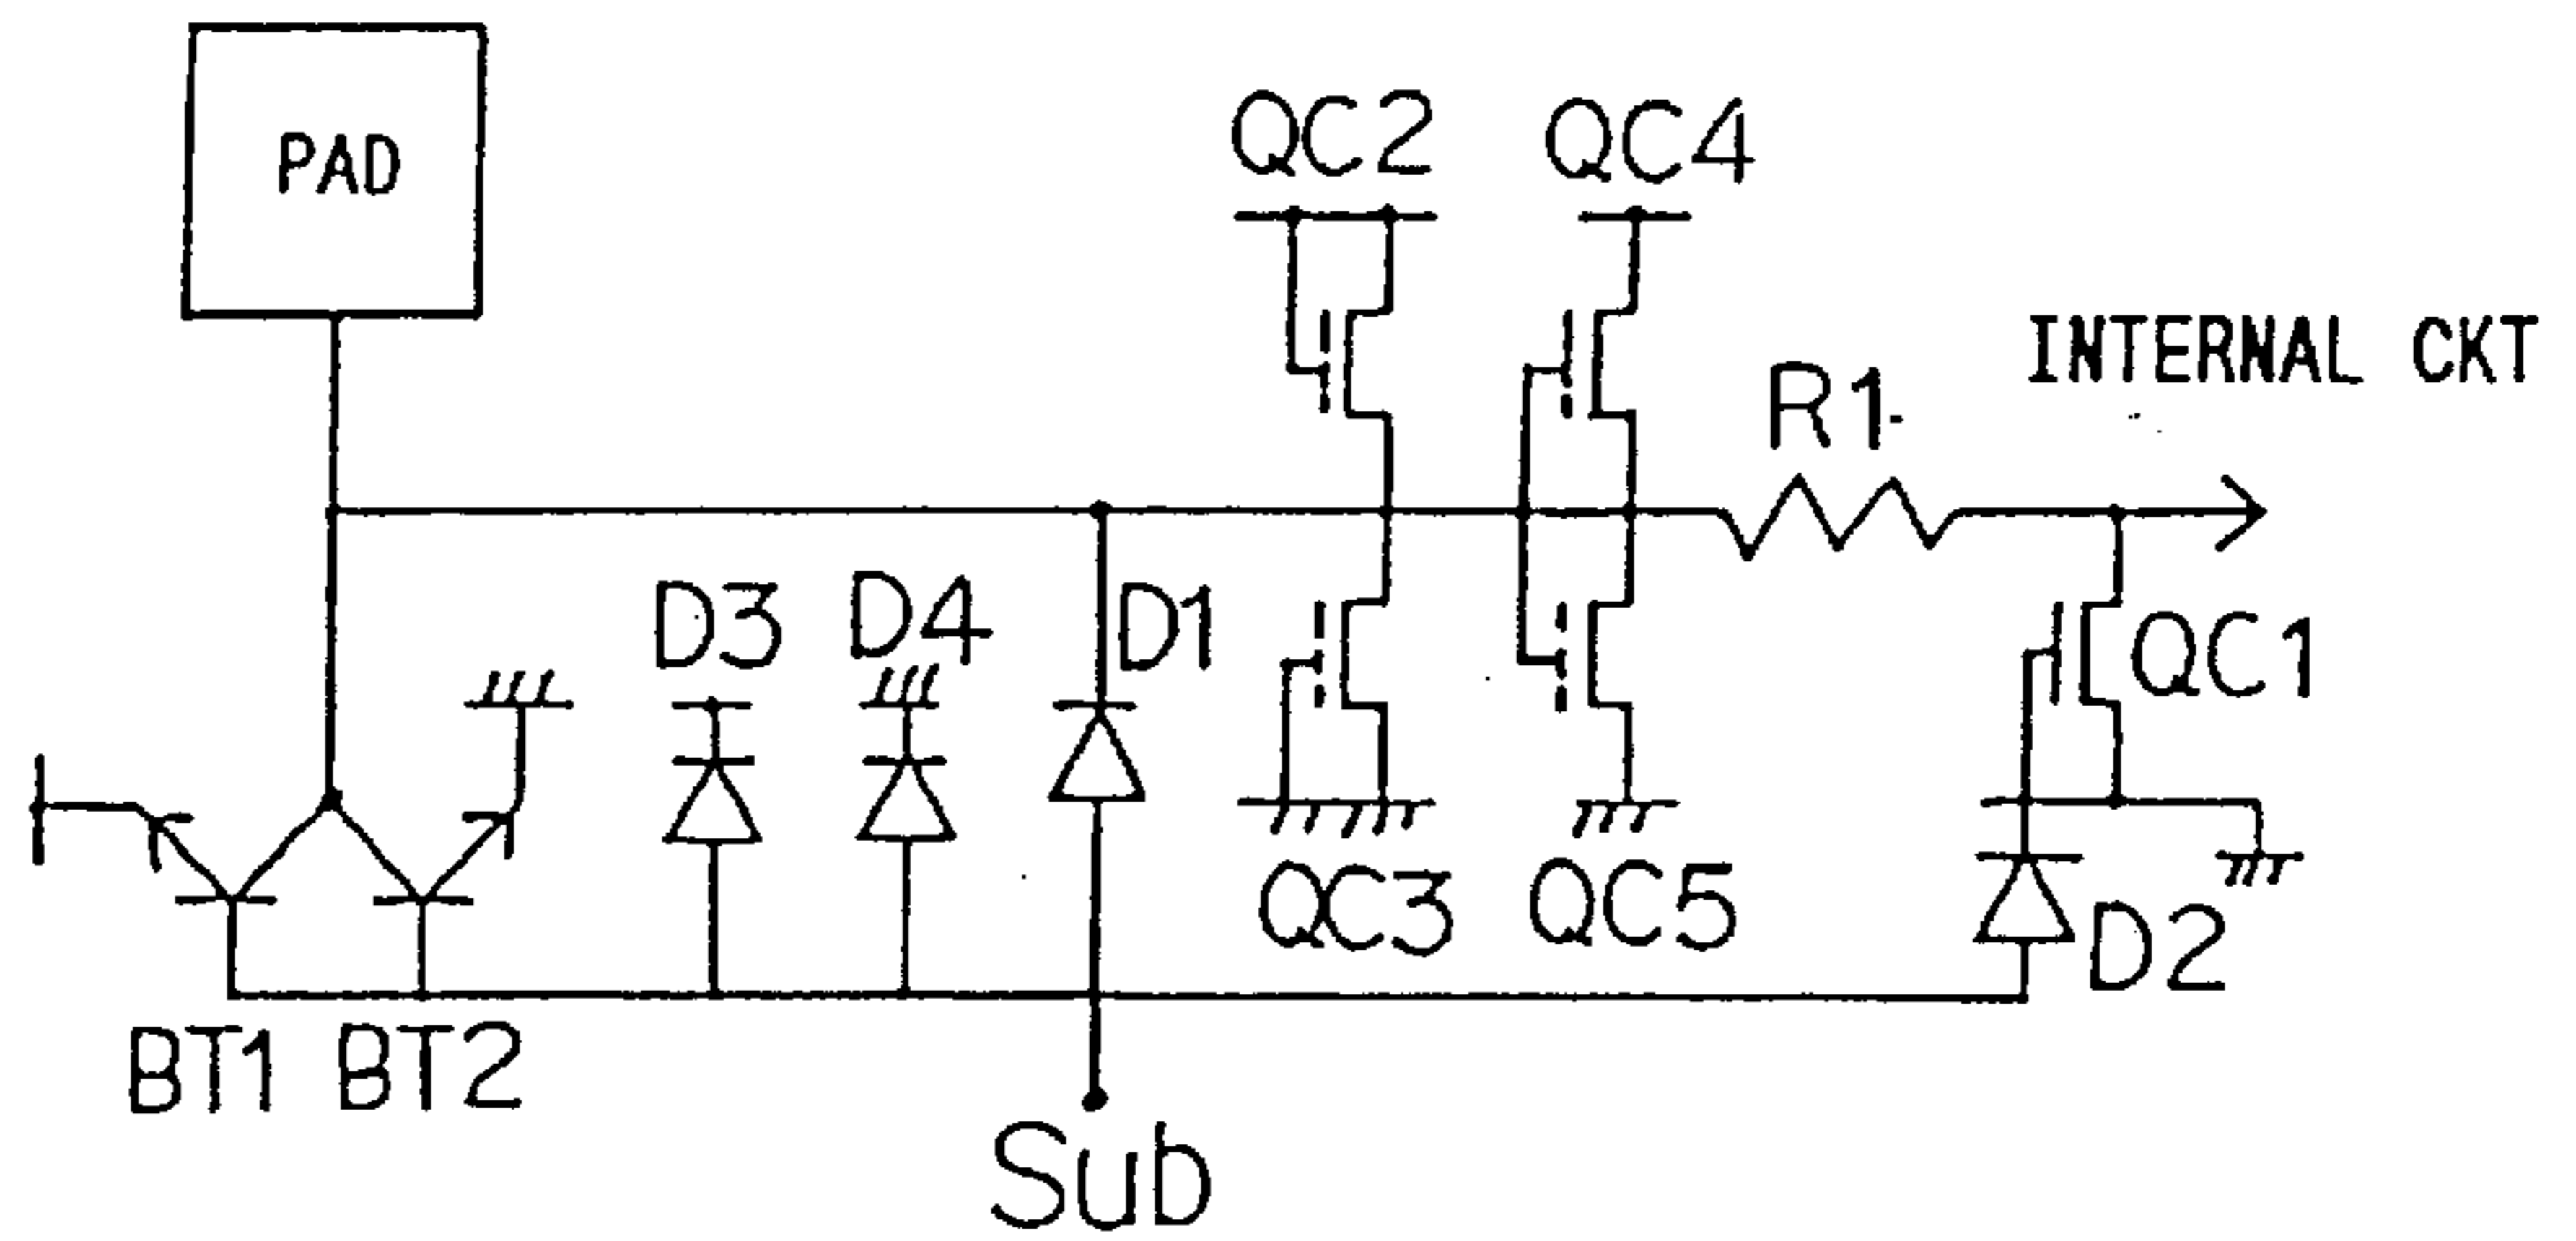 PAD
QC2
QC4
INTERNAL CKT
R1
D3
D4
D1
QC1
QC3
QC5
D2
BT1
BT2
Sub